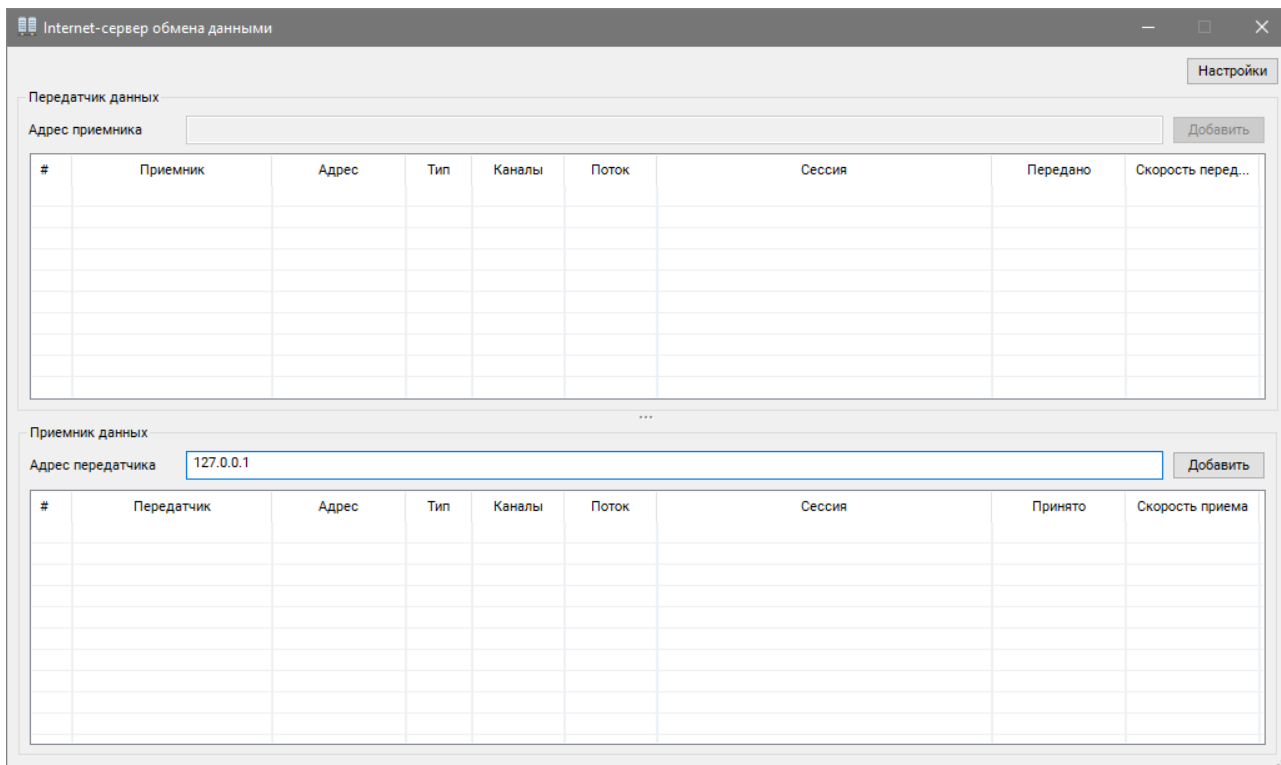 Internet-сервер обмена данными
Настройки
Передатчик данных
Адрес приемника Добавить
# Приемник Адрес Тип Каналы Поток Сессия Передано Скорость перед...
Приемник данных
Адрес передатчика 127.0.0.1 Добавить
# Передатчик Адрес Тип Каналы Поток Сессия Принято Скорость приема